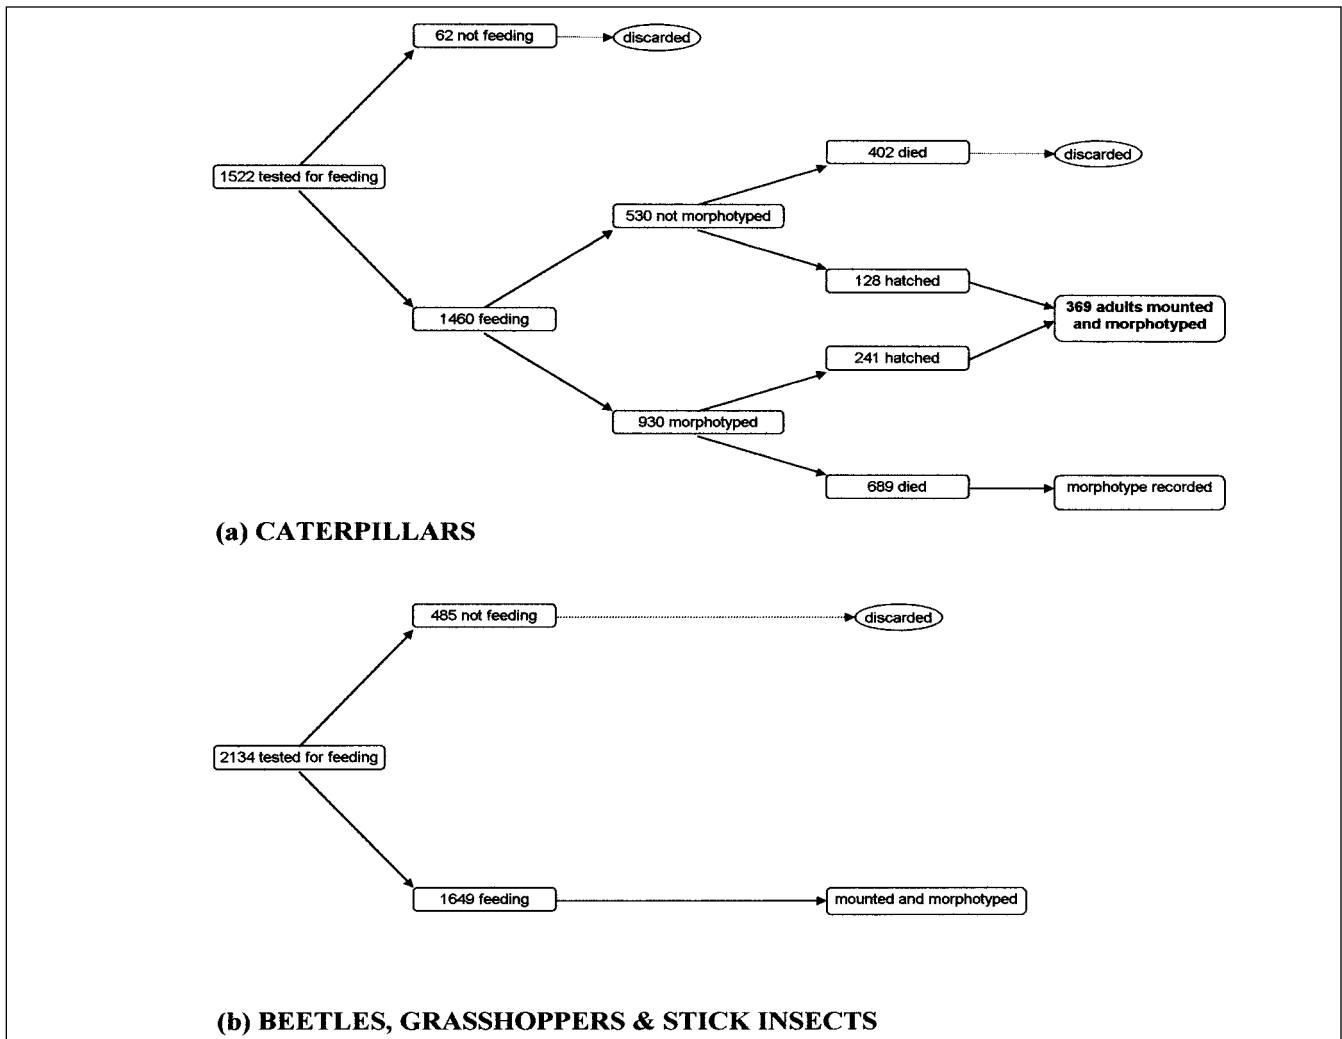 62 not feeding
discarded
402 died
discarded
1522 tested for feeding
530 not morphotyped
128 hatched
369 adults mounted
and morphotyped
1460 feeding
241 hatched
930 morphotyped
689 died
morphotype recorded
(a) CATERPILLARS
485 not feeding
discarded
2134 tested for feeding
1649 feeding
mounted and morphotyped
(b) BEETLES, GRASSHOPPERS & STICK INSECTS